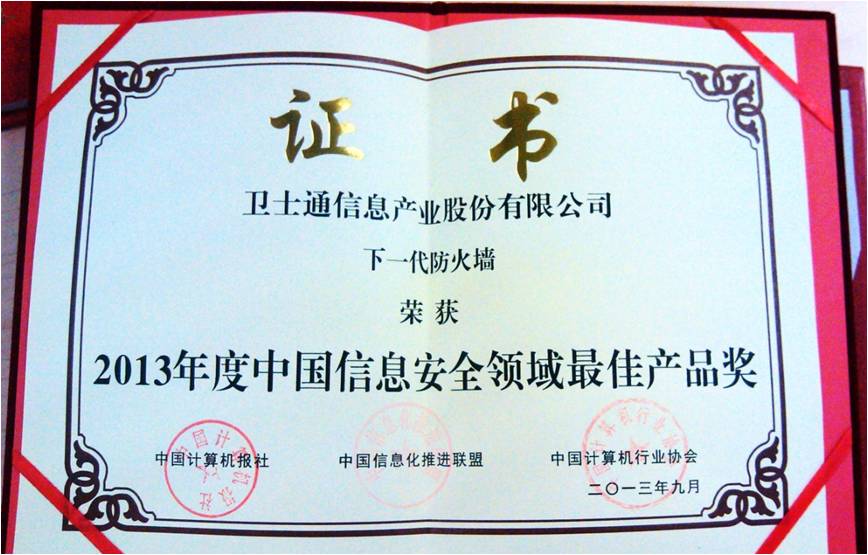 证 书
卫士通信息产业股份有限公司
下一代防火墙
荣 获
2013年度中国信息安全领域最佳产品奖
中国计算机报社 中国信息化推进联盟 中国计算机行业协会
二〇一三年九月